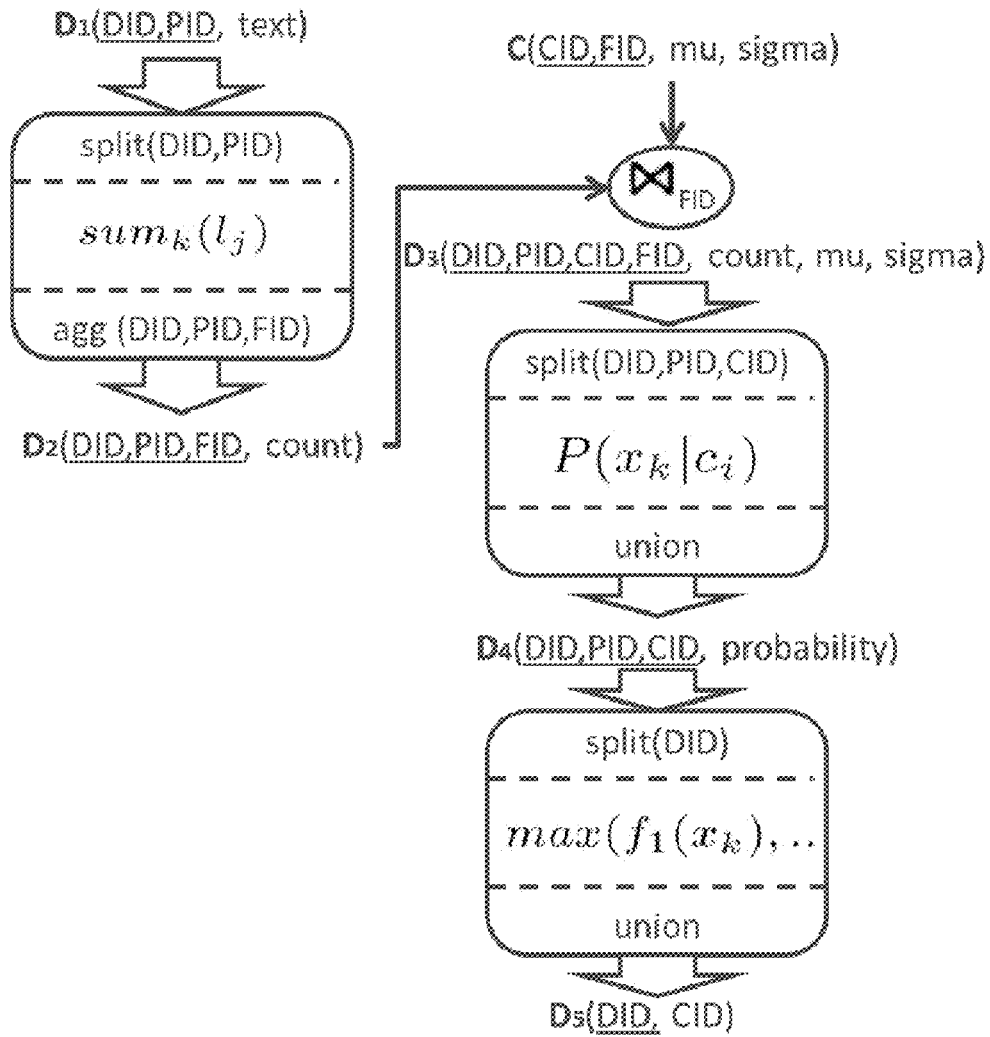 D₁(DID,PID, text)
split(DID,PID)
sumₖ(lⱼ)
agg (DID,PID,FID)
D₂(DID,PID,FID, count)
C(CID,FID, mu, sigma)
⋈ FID
D₃(DID,PID,CID,FID, count, mu, sigma)
split(DID,PID,CID)
P(xₖ|cᵢ)
union
D₄(DID,PID,CID, probability)
split(DID)
max(f₁(xₖ),..
union
D₅(DID, CID)